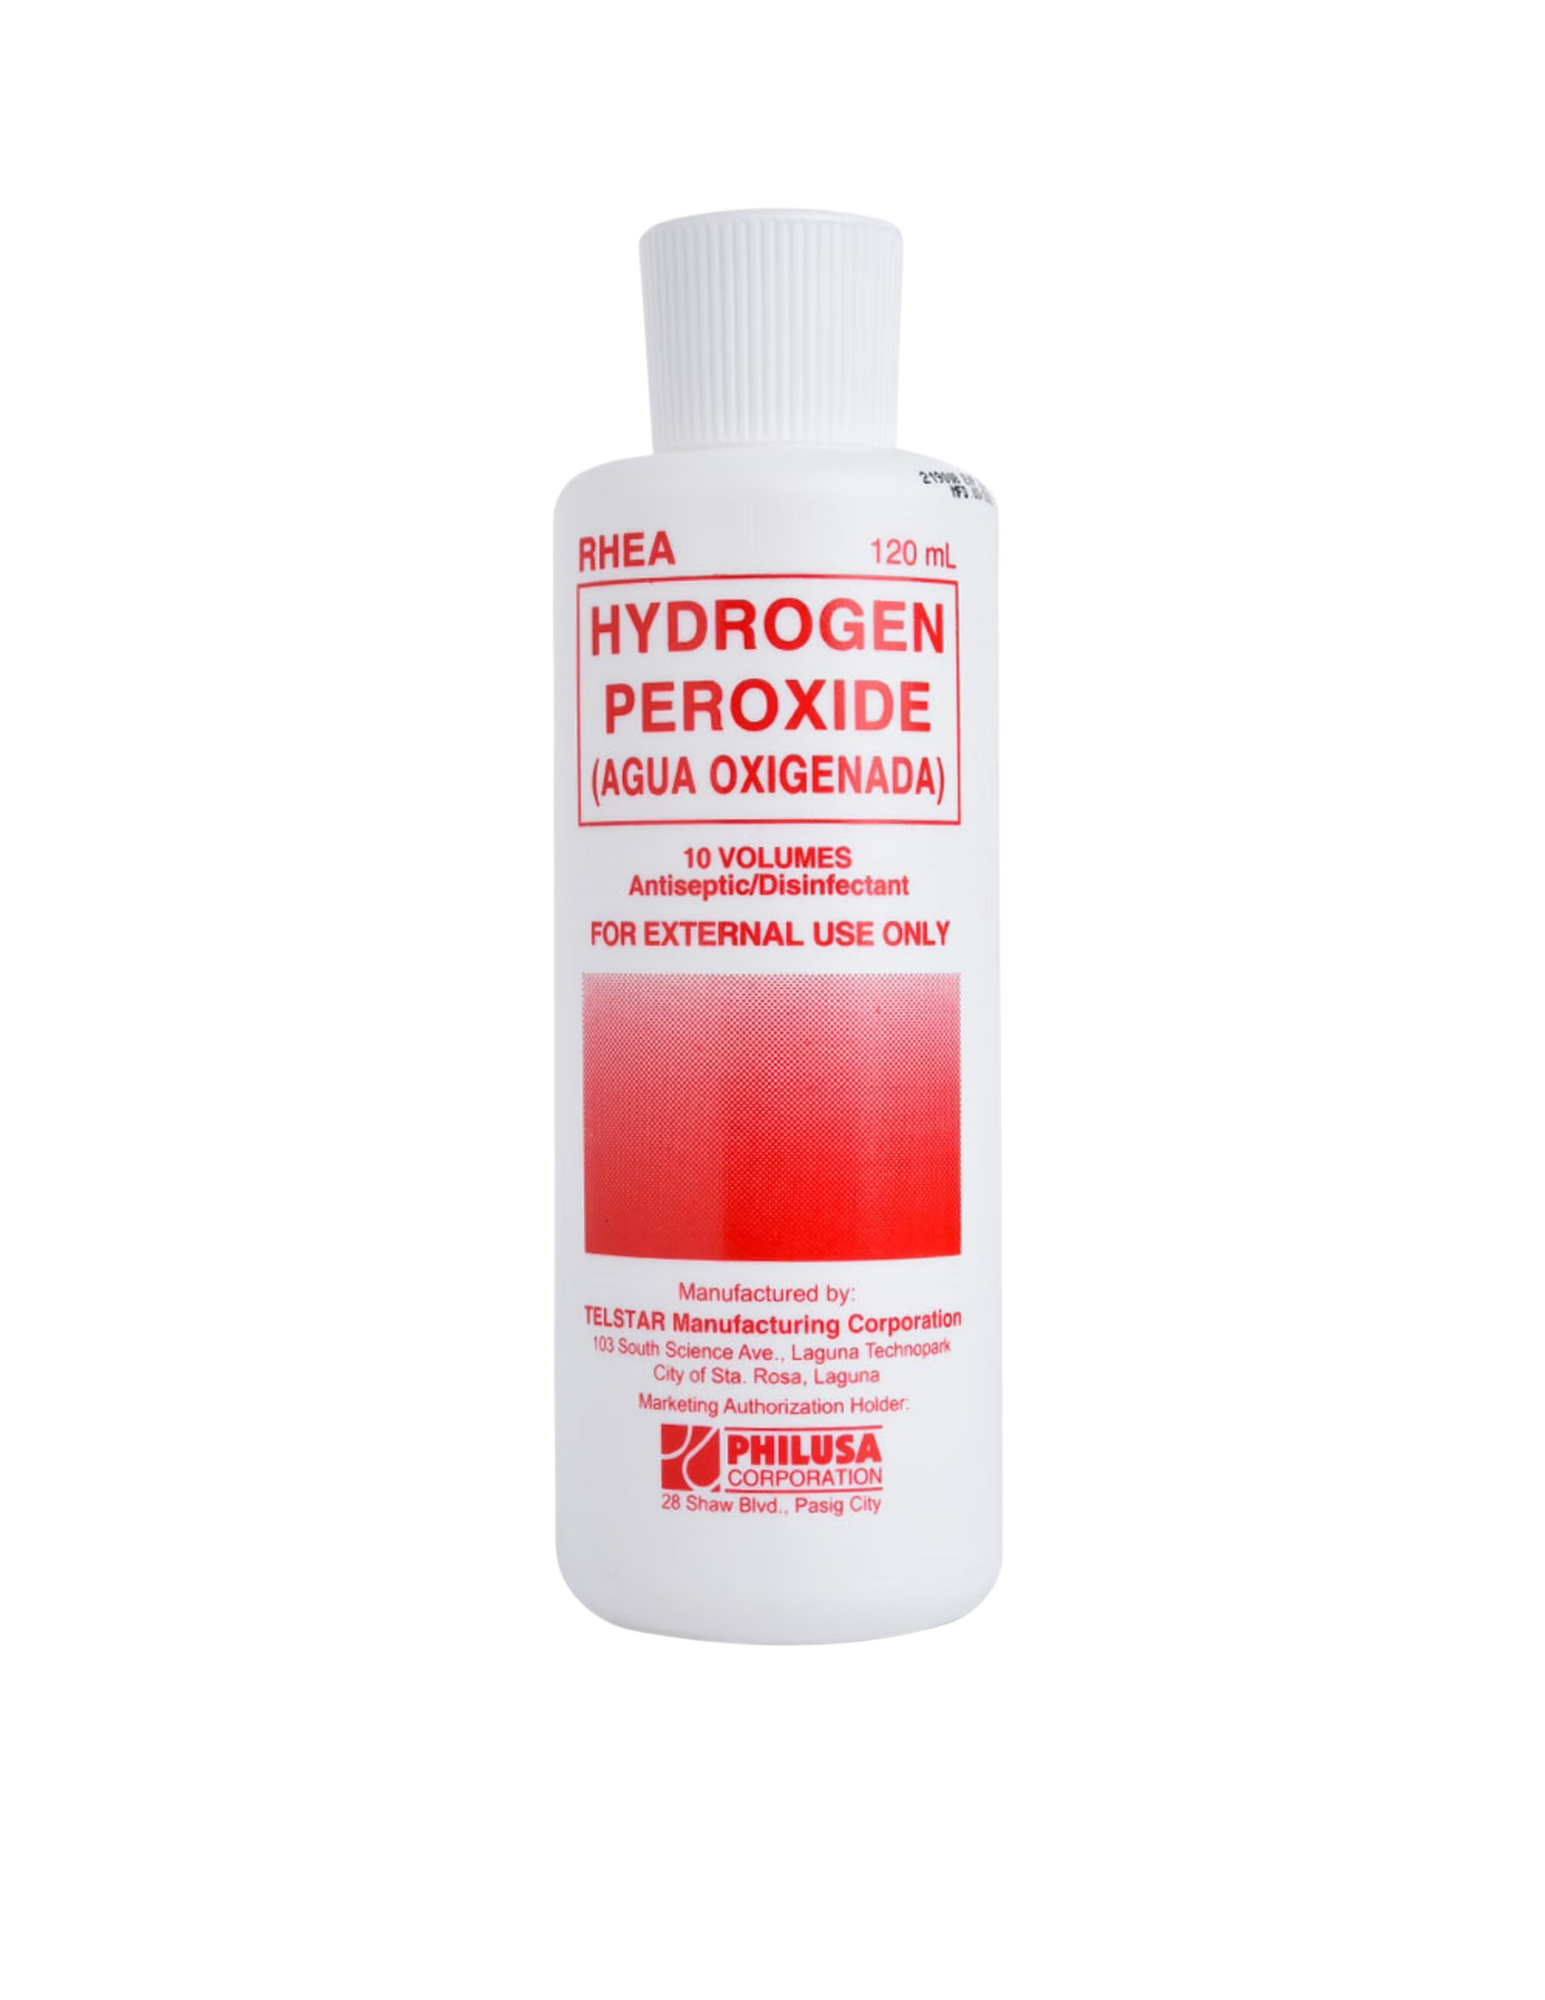 RHEA 120 mL
HYDROGEN
PEROXIDE
(AGUA OXIGENADA)
10 VOLUMES
Antiseptic/Disinfectant
FOR EXTERNAL USE ONLY
Manufactured by:
TELSTAR Manufacturing Corporation
103 South Science Ave., Laguna Technopark
City of Sta. Rosa, Laguna
Marketing Authorization Holder:
PHILUSA
CORPORATION
28 Shaw Blvd., Pasig City